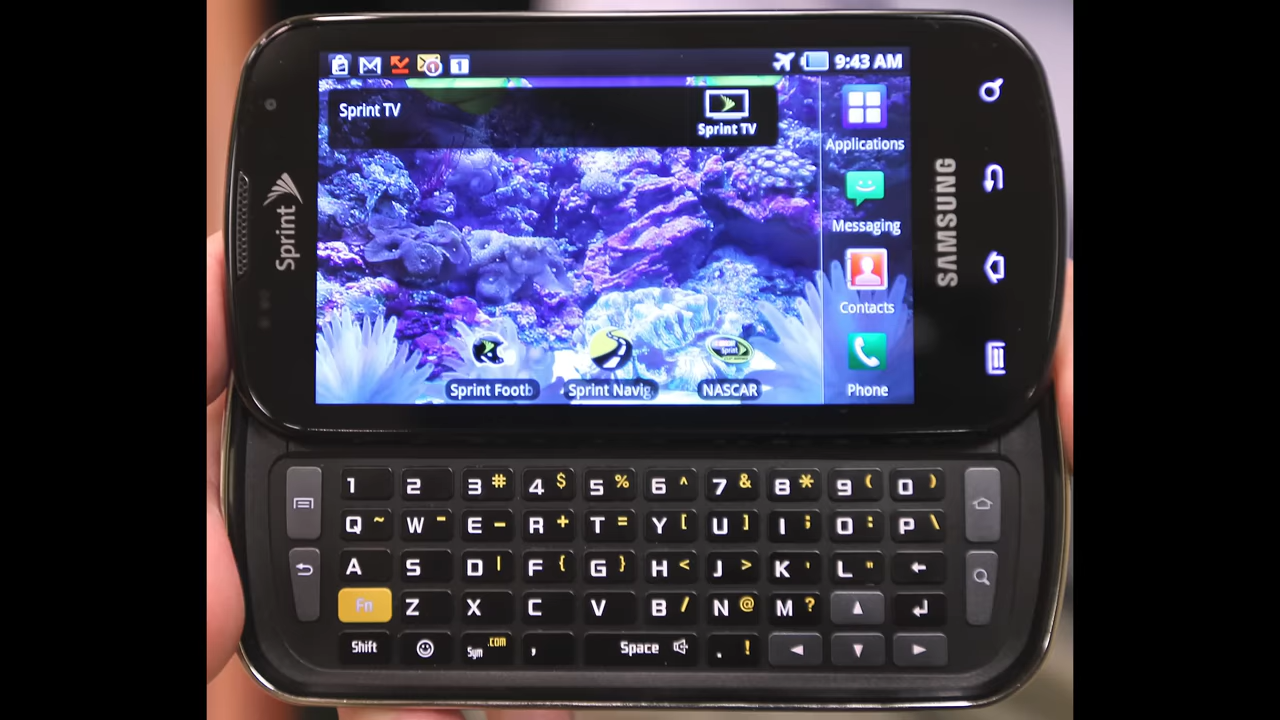 9:43 AM
Sprint TV
Sprint TV
Applications
Messaging
Contacts
Phone
Sprint Footb
Sprint Navig
NASCAR
Sprint
SAMSUNG
1 2 3 # 4 $ 5 % 6 ^ 7 & 8 * 9 ( 0 )
Q ~ W - E – R + T = Y [ U ] I ; O : P \
A S D | F { G } H < J > K ' L "
Fn Z X C V B / N @ M ?
Shift Sym .com , Space . !